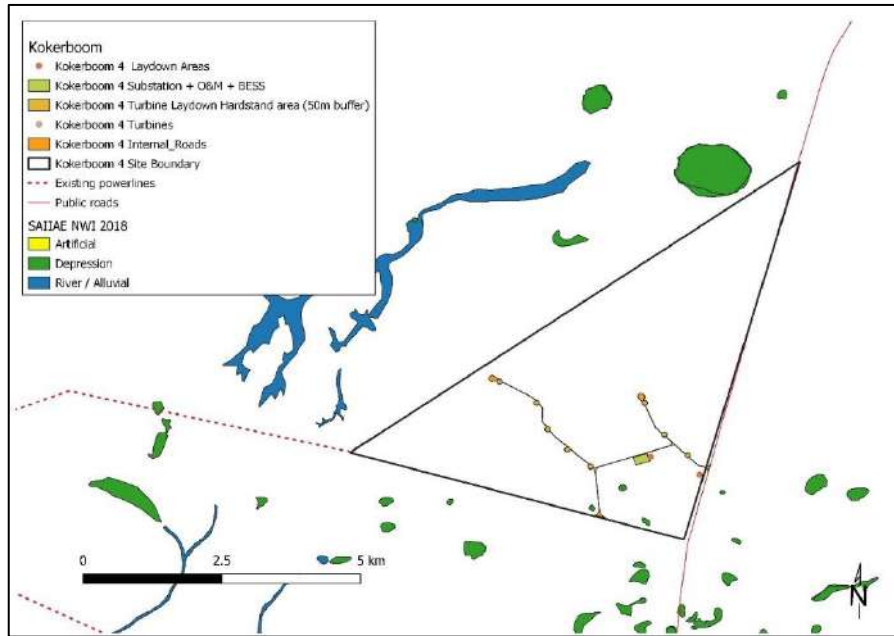 Kokerboom
Kokerboom 4 Laydown Areas
Kokerboom 4 Substation + O&M + BESS
Kokerboom 4 Turbine Laydown Hardstand area (50m buffer)
Kokerboom 4 Turbines
Kokerboom 4 Internal_Roads
Kokerboom 4 Site Boundary
Existing powerlines
Public roads
SAIIAE NWI 2018
Artificial
Depression
River / Alluvial
0 2.5 5 km
N